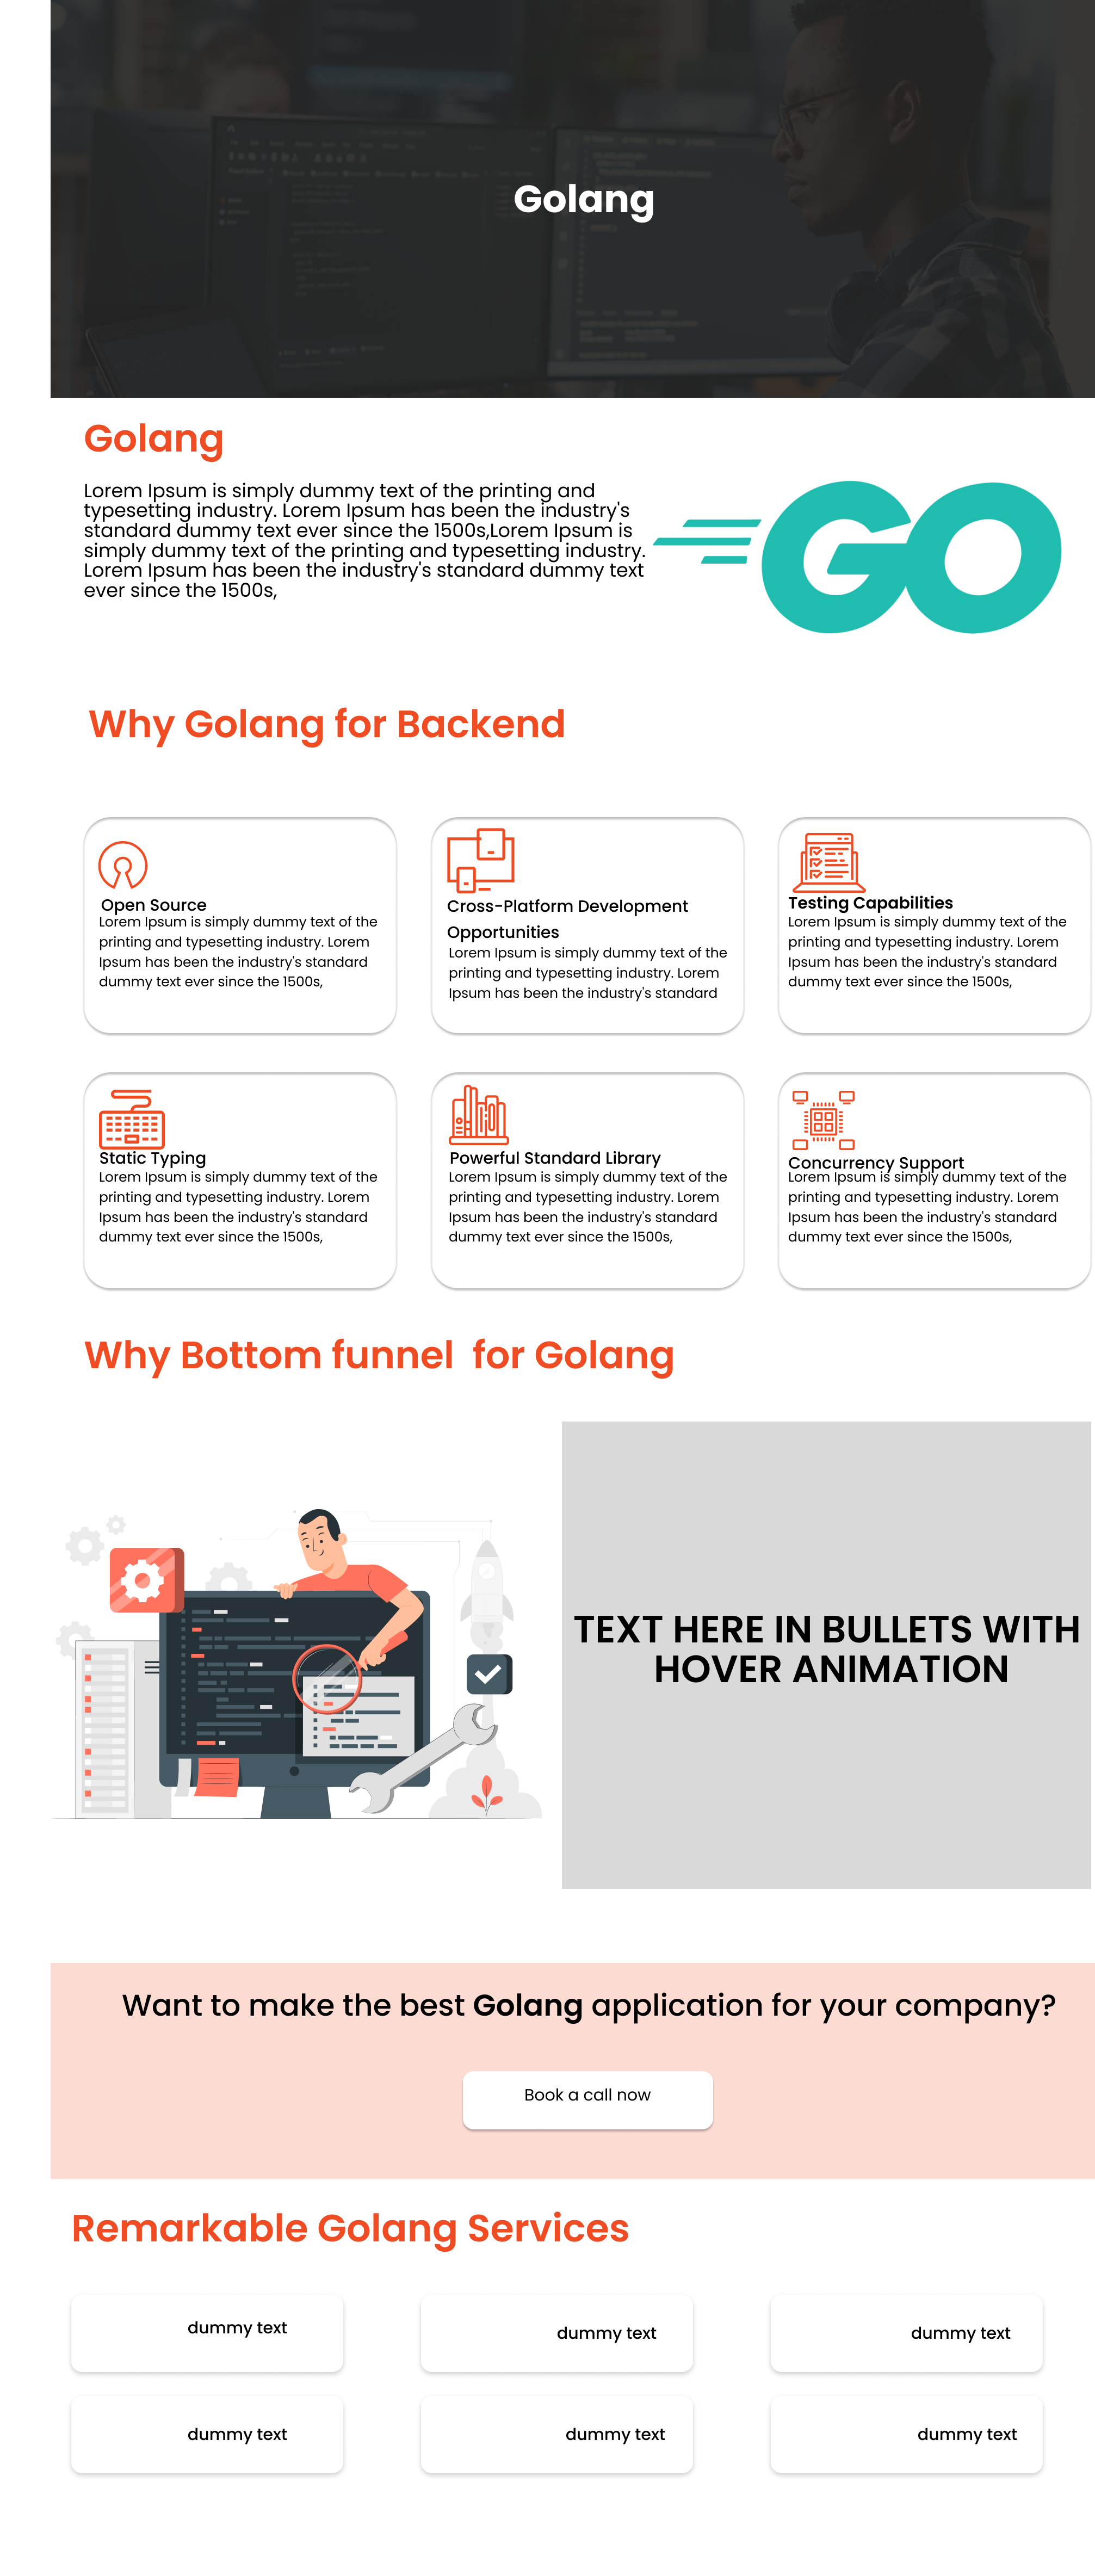 Golang
Golang
Lorem Ipsum is simply dummy text of the printing and
typesetting industry. Lorem Ipsum has been the industry's
standard dummy text ever since the 1500s,Lorem Ipsum is
simply dummy text of the printing and typesetting industry.
Lorem Ipsum has been the industry's standard dummy text
ever since the 1500s,
GO
Why Golang for Backend
Open Source
Lorem Ipsum is simply dummy text of the
printing and typesetting industry. Lorem
Ipsum has been the industry's standard
dummy text ever since the 1500s,
Cross-Platform Development
Opportunities
Lorem Ipsum is simply dummy text of the
printing and typesetting industry. Lorem
Ipsum has been the industry's standard
Testing Capabilities
Lorem Ipsum is simply dummy text of the
printing and typesetting industry. Lorem
Ipsum has been the industry's standard
dummy text ever since the 1500s,
Static Typing
Lorem Ipsum is simply dummy text of the
printing and typesetting industry. Lorem
Ipsum has been the industry's standard
dummy text ever since the 1500s,
Powerful Standard Library
Lorem Ipsum is simply dummy text of the
printing and typesetting industry. Lorem
Ipsum has been the industry's standard
dummy text ever since the 1500s,
Concurrency Support
Lorem Ipsum is simply dummy text of the
printing and typesetting industry. Lorem
Ipsum has been the industry's standard
dummy text ever since the 1500s,
Why Bottom funnel  for Golang
TEXT HERE IN BULLETS WITH
HOVER ANIMATION
Want to make the best Golang application for your company?
Book a call now
Remarkable Golang Services
dummy text
dummy text
dummy text
dummy text
dummy text
dummy text